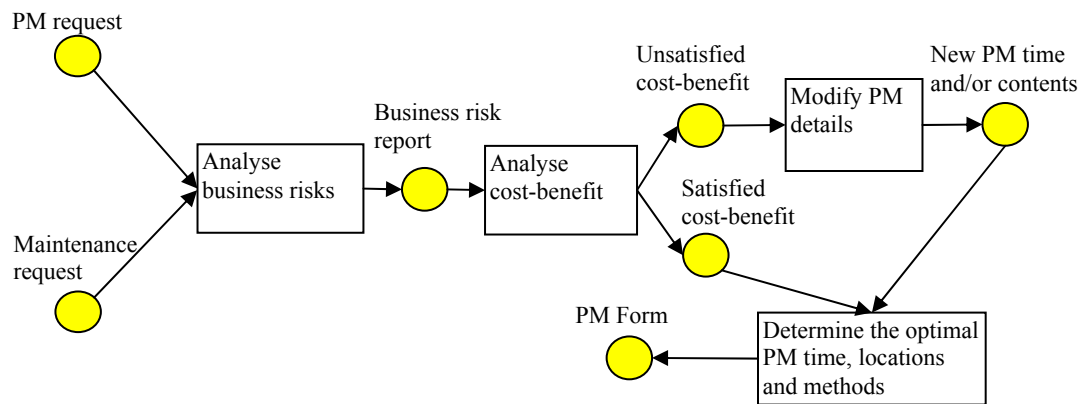 PM request
Maintenance
request
Analyse
business risks
Business risk
report
Analyse
cost-benefit
Unsatisfied
cost-benefit
Satisfied
cost-benefit
Modify PM
details
New PM time
and/or contents
Determine the optimal
PM time, locations
and methods
PM Form